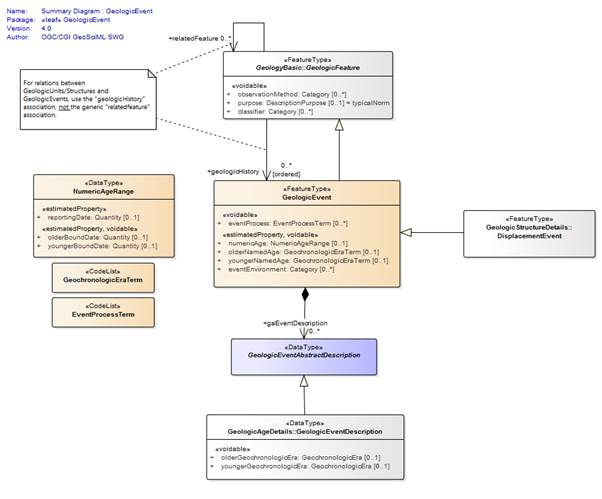 Name: Summary Diagram : GeologicEvent
Package: «leaf» GeologicEvent
Version: 4.0
Author: OGC/CGI GeoSciML SWG
+relatedFeature 0..*
«FeatureType»
GeologyBasic::GeologicFeature
«voidable»
+ observationMethod: Category [0..*]
+ purpose: DescriptionPurpose [0..1] = typicalNorm
+ classifier: Category [0..*]
For relations between
GeologicUnits/Structures and
GeologicEvents, use the "geologicHistory"
association, not the generic "relatedfeature"
association.
+geologicHistory
0..*
{ordered}
«DataType»
NumericAgeRange
«estimatedProperty»
+ reportingDate: Quantity [0..1]
«estimatedProperty, voidable»
+ olderBoundDate: Quantity [0..1]
+ youngerBoundDate: Quantity [0..1]
«FeatureType»
GeologicEvent
«voidable»
+ eventProcess: EventProcessTerm [0..*]
«estimatedProperty, voidable»
+ numericAge: NumericAgeRange [0..1]
+ olderNamedAge: GeochronologicEraTerm [0..1]
+ youngerNamedAge: GeochronologicEraTerm [0..1]
+ eventEnvironment: Category [0..*]
«FeatureType»
GeologicStructureDetails::
DisplacementEvent
«CodeList»
GeochronologicEraTerm
«CodeList»
EventProcessTerm
+gaEventDescription
0..*
«DataType»
GeologicEventAbstractDescription
«DataType»
GeologicAgeDetails::GeologicEventDescription
«voidable»
+ olderGeochronologicEra: GeochronologicEra [0..1]
+ youngerGeochronologicEra: GeochronologicEra [0..1]